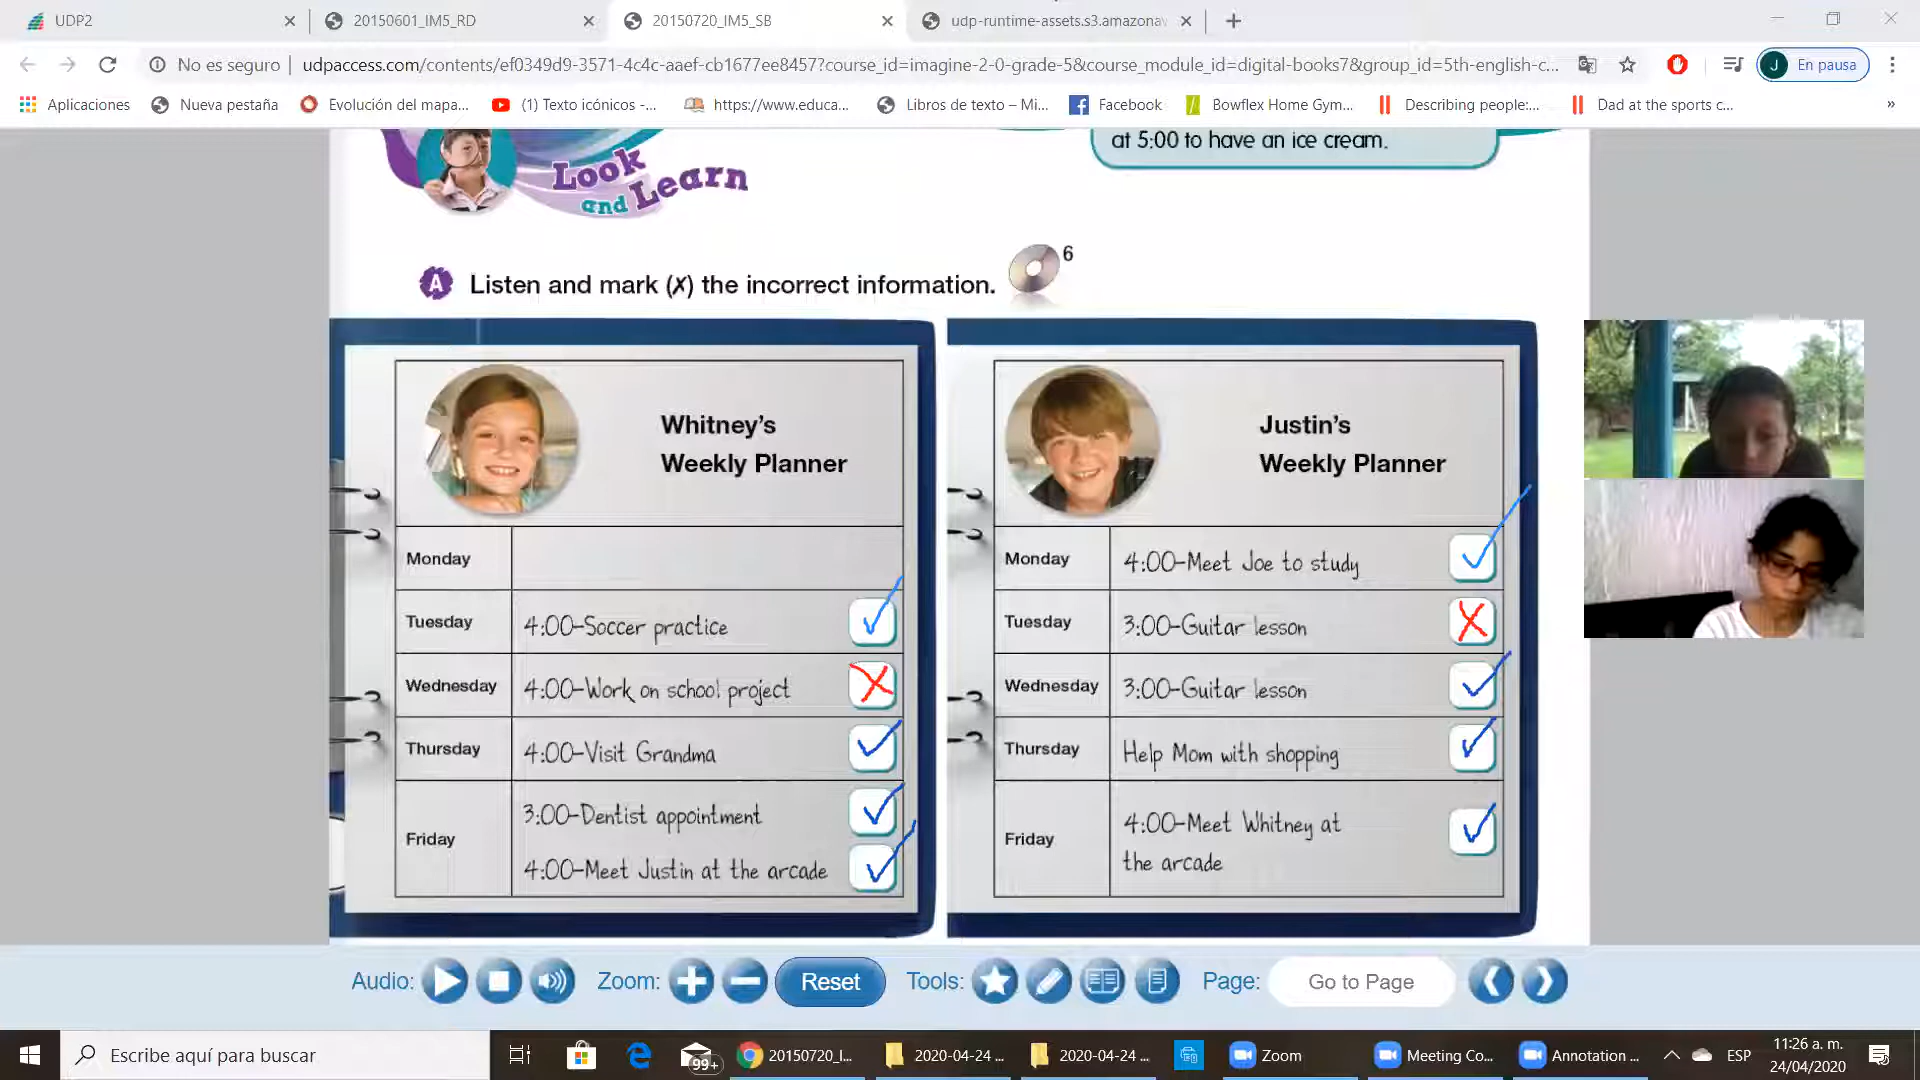 UDP2
20150601_IM5_RD
20150720_IM5_SB
udp-runtime-assets.s3.amazonav
No es seguro
udpaccess.com/contents/ef0349d9-3571-4c4c-aaef-cb1677ee8457?course_id=imagine-2-0-grade-5&course_module_id=digital-books7&group_id=5th-english-c...
J En pausa
Aplicaciones
Nueva pestaña
Evolución del mapa...
(1) Texto icónicos -...
https://www.educa...
Libros de texto – Mi...
Facebook
Bowflex Home Gym...
Describing people:...
Dad at the sports c...
»
at 5:00 to have an ice cream.
Look
and Learn
A Listen and mark (✗) the incorrect information.
6
Whitney's
Weekly Planner
Monday
Tuesday 4:00-Soccer practice
Wednesday 4:00-Work on school project
Thursday 4:00-Visit Grandma
Friday
3:00-Dentist appointment
4:00-Meet Justin at the arcade
Justin's
Weekly Planner
Monday 4:00-Meet Joe to study
Tuesday 3:00-Guitar lesson
Wednesday 3:00-Guitar lesson
Thursday Help Mom with shopping
Friday
4:00-Meet Whitney at
the arcade
Audio:
Zoom:
Reset
Tools:
Page:
Go to Page
Escribe aquí para buscar
99+
20150720_I...
2020-04-24 ...
2020-04-24 ...
Zoom
Meeting Co...
Annotation ...
ESP
11:26 a. m.
24/04/2020